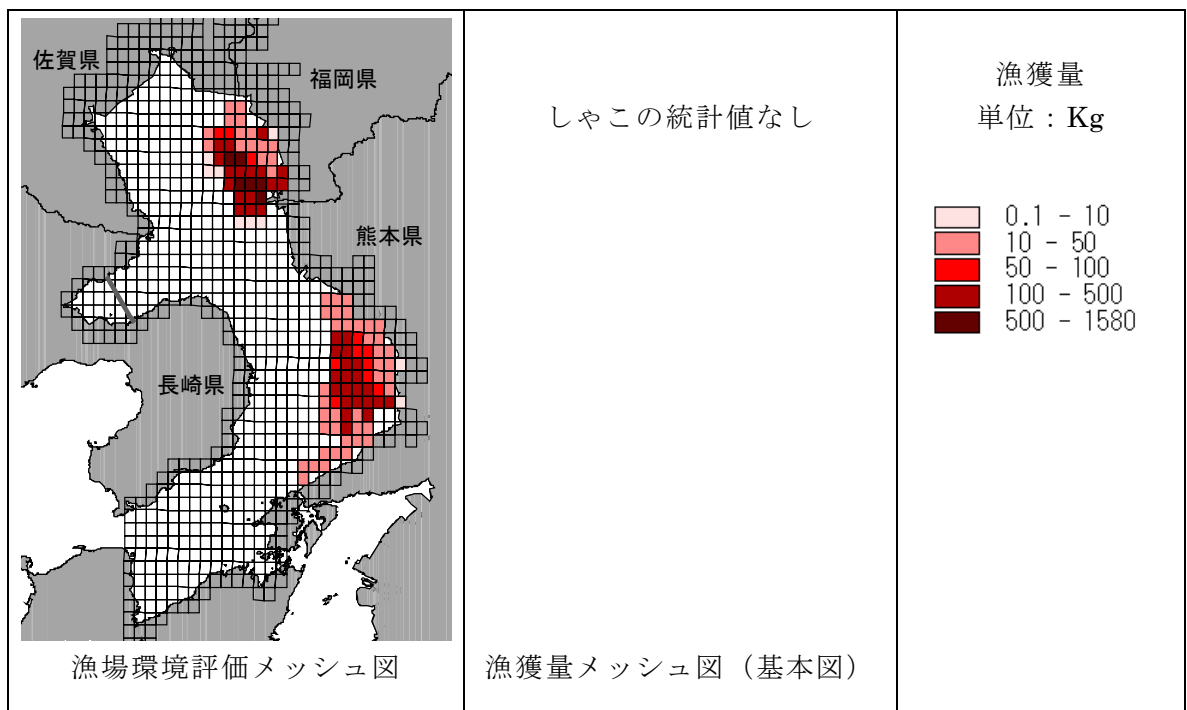 佐賀県
福岡県
熊本県
長崎県
漁場環境評価メッシュ図
しゃこの統計値なし
漁獲量メッシュ図（基本図）
漁獲量
単位：Kg
0.1 - 10
10 - 50
50 - 100
100 - 500
500 - 1580